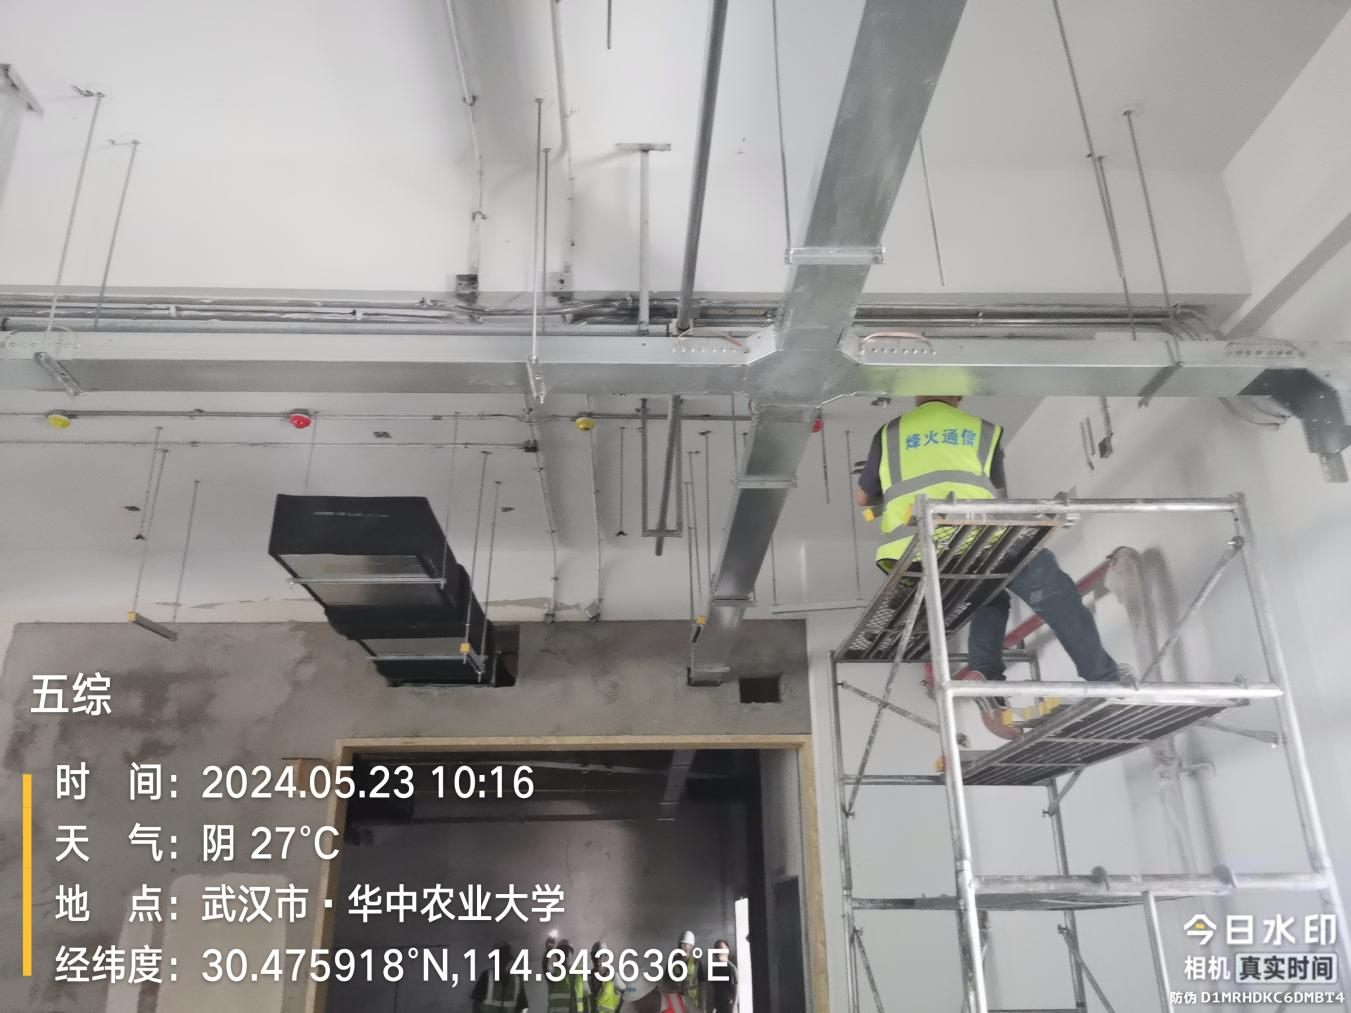 烽火通信
五综
时 间：2024.05.23 10:16
天 气：阴 27°C
地 点：武汉市·华中农业大学
经纬度：30.475918°N,114.343636°E
今日水印
相机 真实时间
防伪 D1MRHDKC6DMBT4